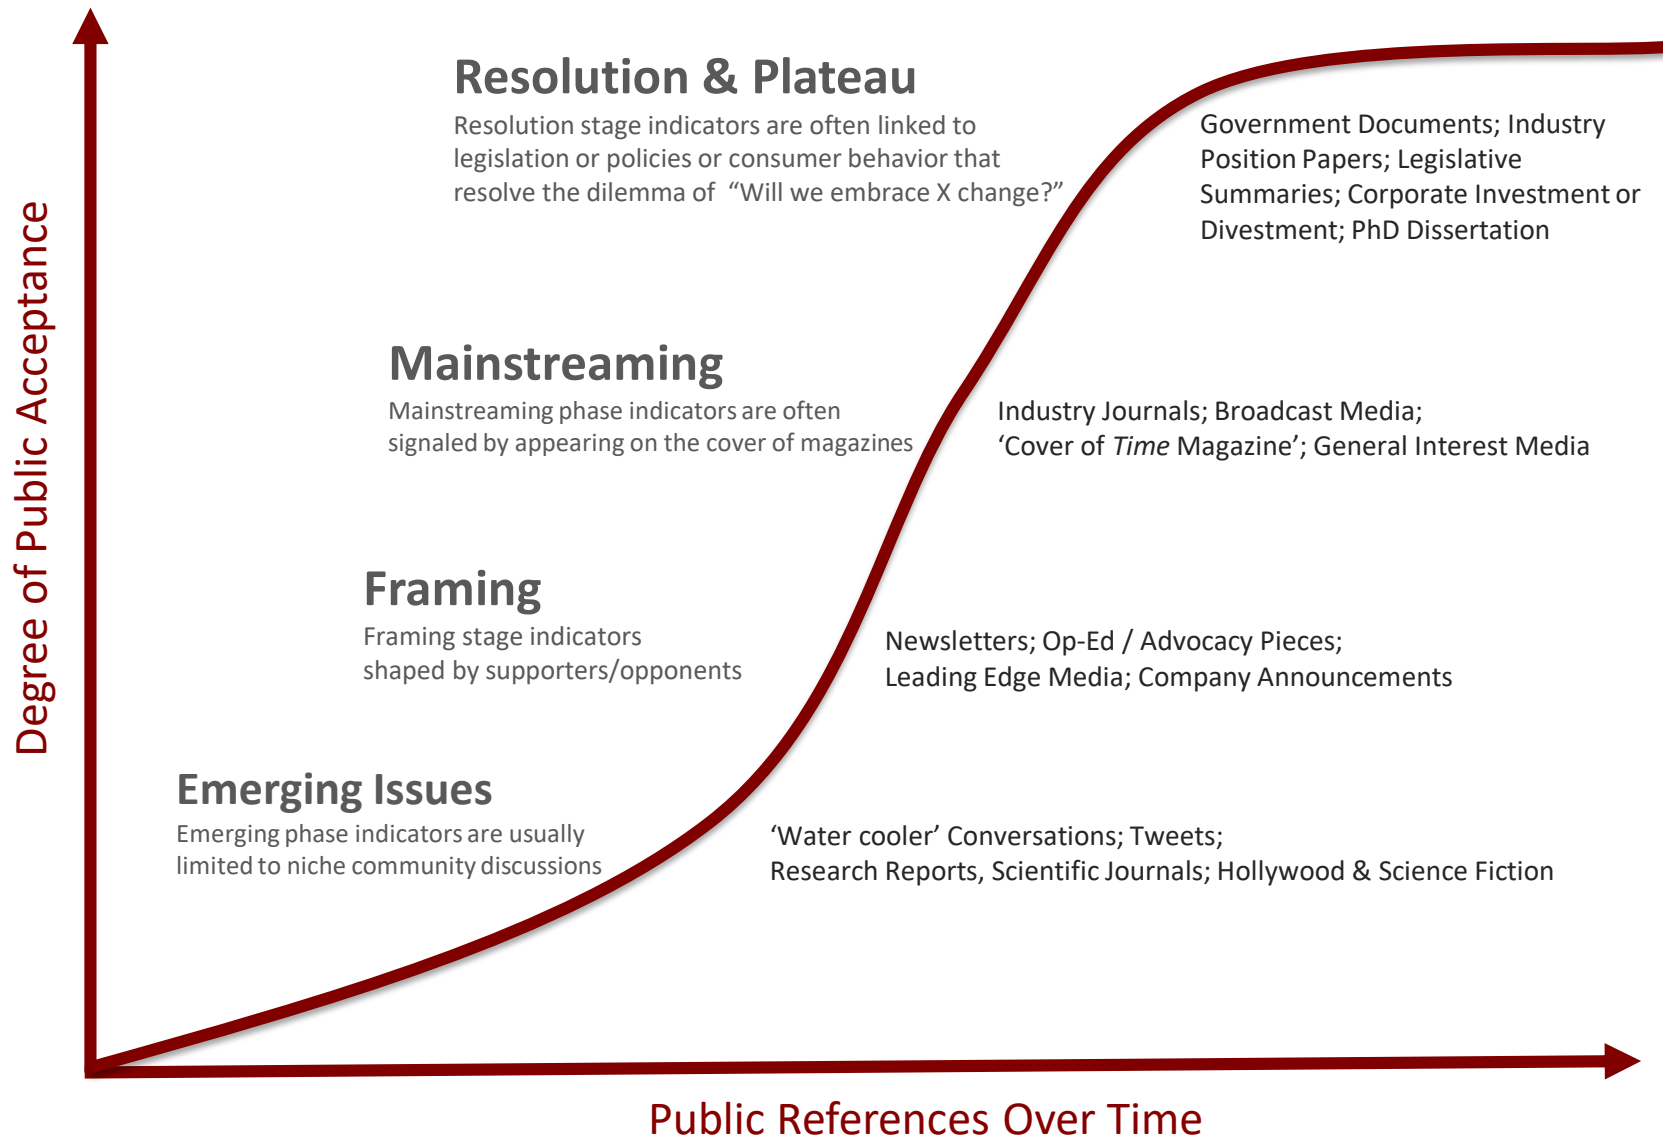 Degree of Public Acceptance
Resolution & Plateau
Resolution stage indicators are often linked to
legislation or policies or consumer behavior that
resolve the dilemma of “Will we embrace X change?”
Government Documents; Industry
Position Papers; Legislative
Summaries; Corporate Investment or
Divestment; PhD Dissertation
Mainstreaming
Mainstreaming phase indicators are often
signaled by appearing on the cover of magazines
Industry Journals; Broadcast Media;
‘Cover of Time Magazine’; General Interest Media
Framing
Framing stage indicators
shaped by supporters/opponents
Newsletters; Op-Ed / Advocacy Pieces;
Leading Edge Media; Company Announcements
Emerging Issues
Emerging phase indicators are usually
limited to niche community discussions
‘Water cooler’ Conversations; Tweets;
Research Reports, Scientific Journals; Hollywood & Science Fiction
Public References Over Time